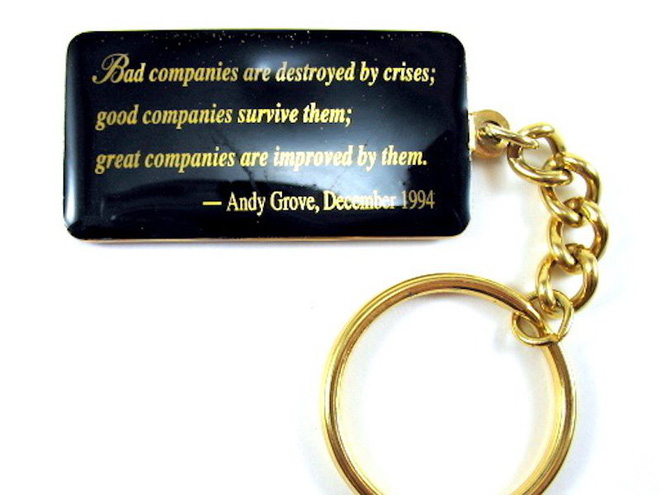 Bad companies are destroyed by crises;
good companies survive them;
great companies are improved by them.
— Andy Grove, December 1994